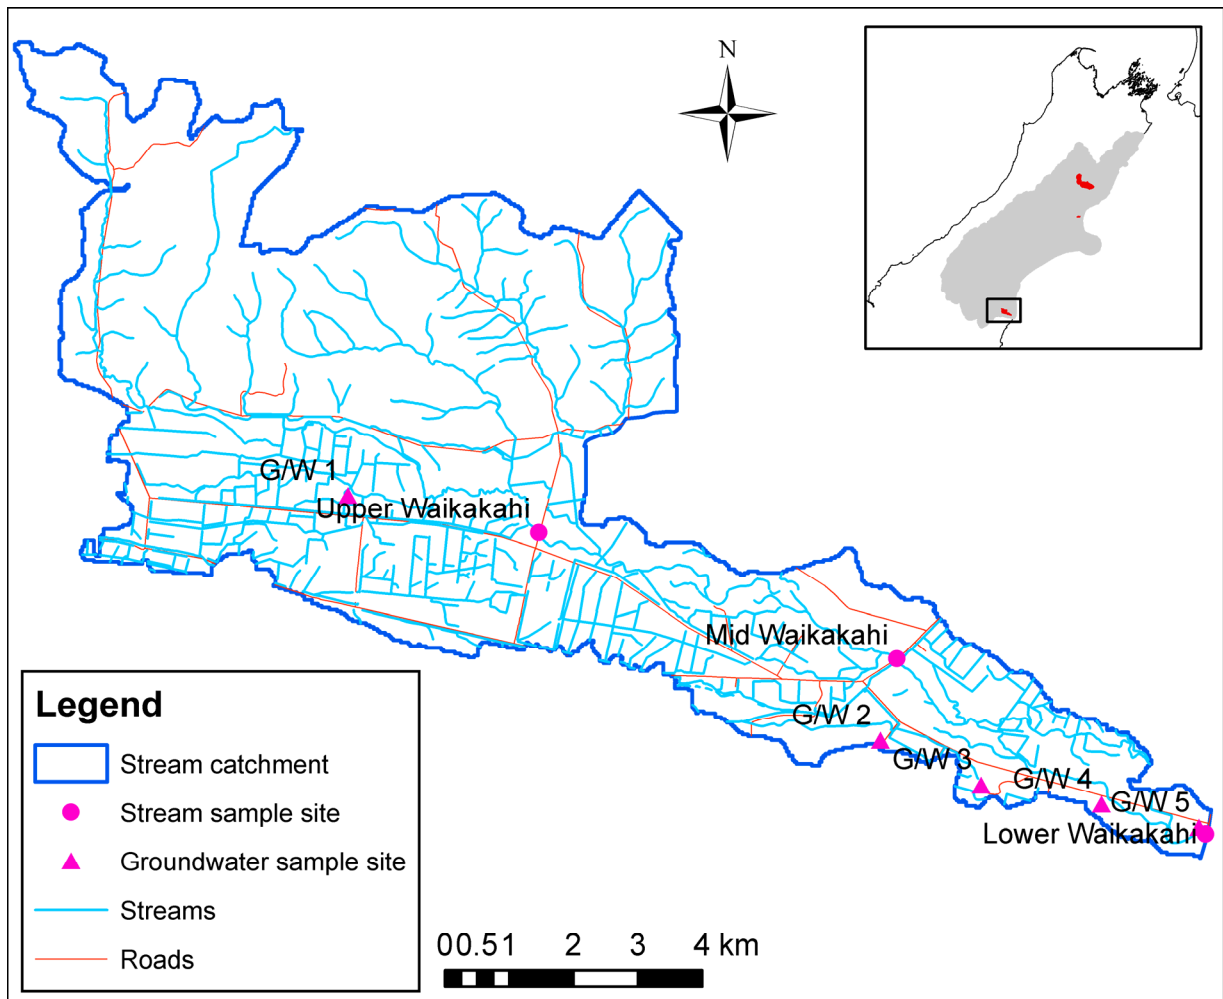 N
G/W 1
Upper Waikakahi
Mid Waikakahi
G/W 2
G/W 3
G/W 4
G/W 5
Lower Waikakahi
Legend
Stream catchment
Stream sample site
Groundwater sample site
Streams
Roads
00.51 2 3 4 km